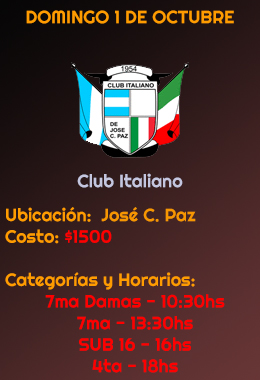 DOMINGO 1 DE OCTUBRE
1954
CLUB ITALIANO
DE
JOSE
C. PAZ
Club Italiano
Ubicación: José C. Paz
Costo: $1500
Categorías y Horarios:
7ma Damas - 10:30hs
7ma - 13:30hs
SUB 16 - 16hs
4ta - 18hs